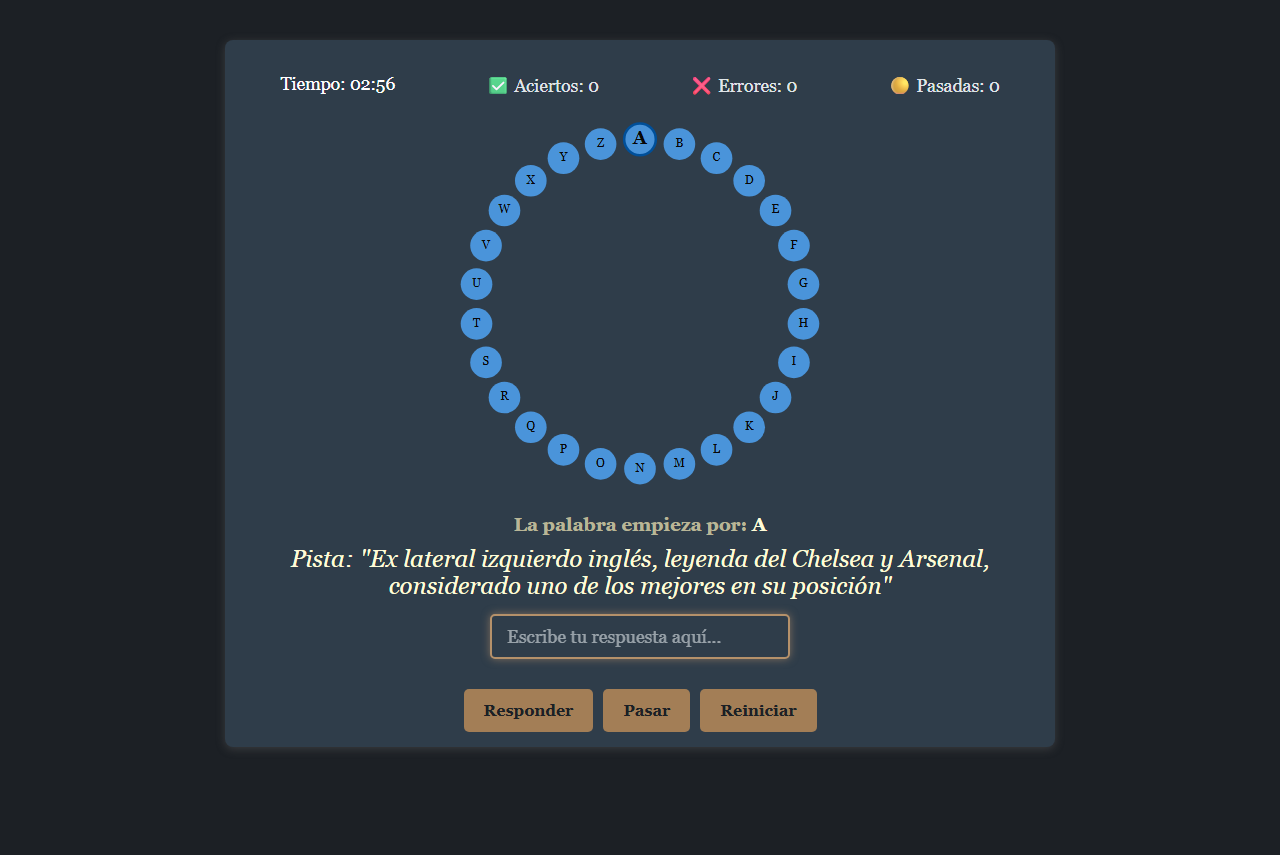 Tiempo: 02:56
✅ Aciertos: 0
❌ Errores: 0
🟡 Pasadas: 0
A
B
C
D
E
F
G
H
I
J
K
L
M
N
O
P
Q
R
S
T
U
V
W
X
Y
Z
La palabra empieza por: A
Pista: "Ex lateral izquierdo inglés, leyenda del Chelsea y Arsenal,
considerado uno de los mejores en su posición"
Escribe tu respuesta aquí...
Responder
Pasar
Reiniciar